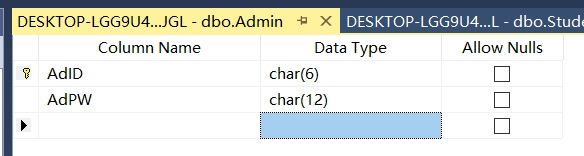 DESKTOP-LGG9U4...JGL - dbo.Admin DESKTOP-LGG9U4...L - dbo.Stude
Column Name Data Type Allow Nulls
AdID char(6)
AdPW char(12)